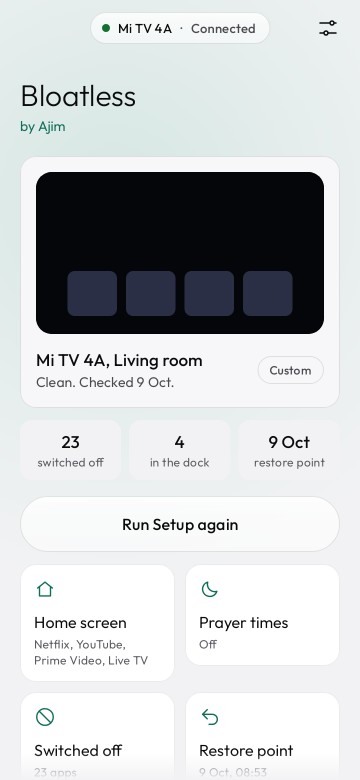 Mi TV 4A · Connected
Bloatless
by Ajim
Mi TV 4A, Living room
Clean. Checked 9 Oct.
Custom
23
switched off
4
in the dock
9 Oct
restore point
Run Setup again
Home screen
Netflix, YouTube,
Prime Video, Live TV
Prayer times
Off
Switched off
23 apps
Restore point
9 Oct, 08:53